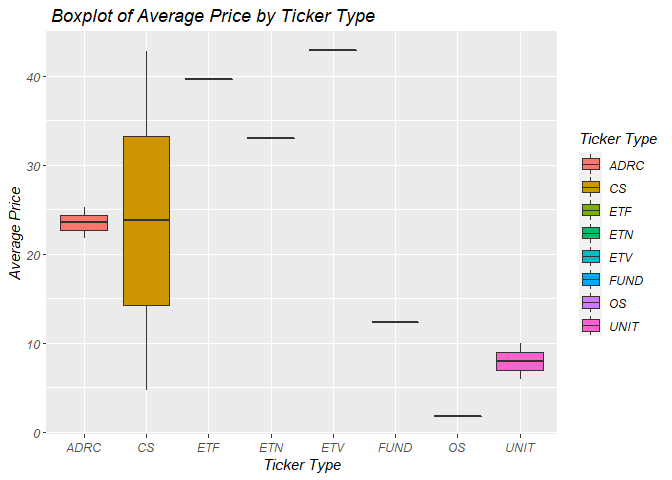 Boxplot of Average Price by Ticker Type
Average Price
40
30
20
10
0
ADRC CS ETF ETN ETV FUND OS UNIT
Ticker Type
Ticker Type
ADRC
CS
ETF
ETN
ETV
FUND
OS
UNIT